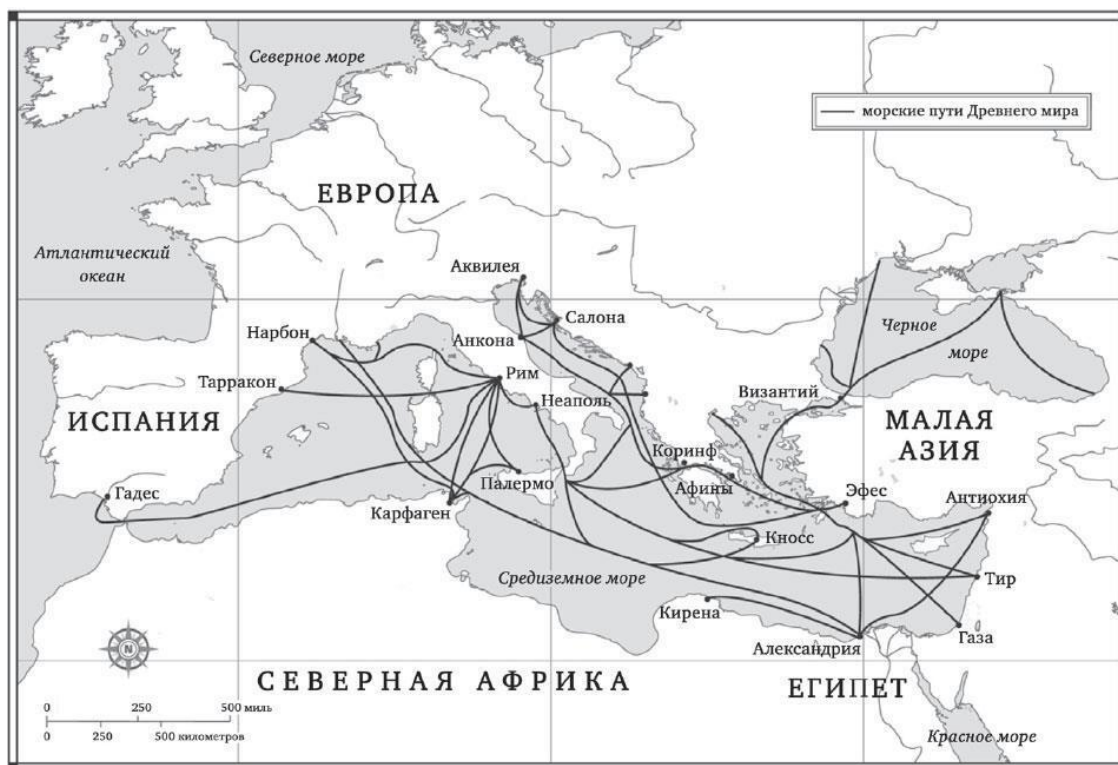 Северное море
морские пути Древнего мира
ЕВРОПА
Атлантический
океан
Аквилея
Салона
Нарбон
Анкона
Черное
море
Рим
Тарракон
Неаполь
Византий
ИСПАНИЯ
МАЛАЯ
АЗИЯ
Коринф
Палермо
Афины
Эфес
Гадес
Антиохия
Карфаген
Кносс
Средиземное море
Тир
Кирена
Газа
Александрия
N
СЕВЕРНАЯ АФРИКА
ЕГИПЕТ
0 250 500 миль
0 250 500 километров
Красное море